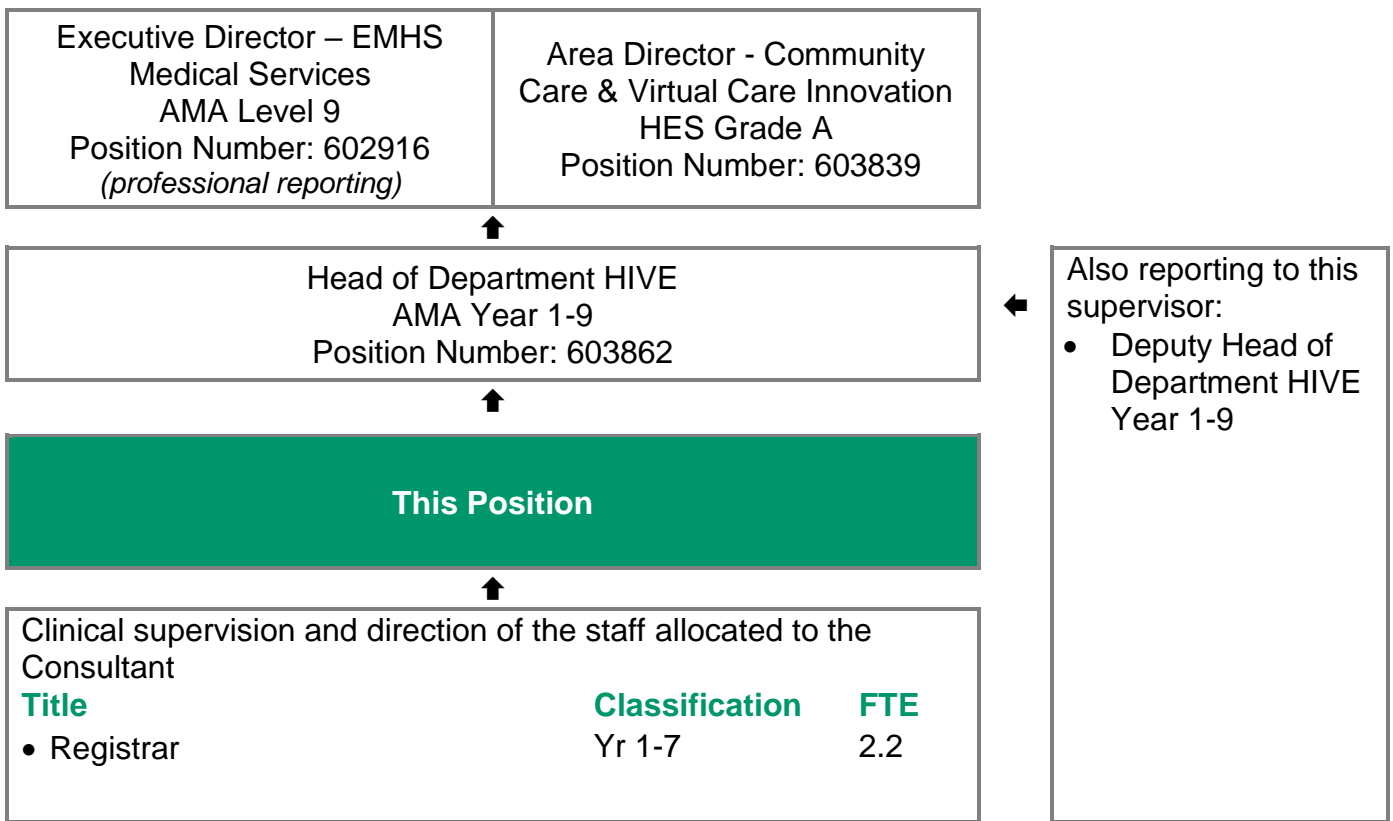 Executive Director – EMHS
Medical Services
AMA Level 9
Position Number: 602916
(professional reporting)
Area Director - Community
Care & Virtual Care Innovation
HES Grade A
Position Number: 603839
Head of Department HIVE
AMA Year 1-9
Position Number: 603862
Also reporting to this
supervisor:
• Deputy Head of
Department HIVE
Year 1-9
This Position
Clinical supervision and direction of the staff allocated to the
Consultant
Title Classification FTE
• Registrar Yr 1-7 2.2